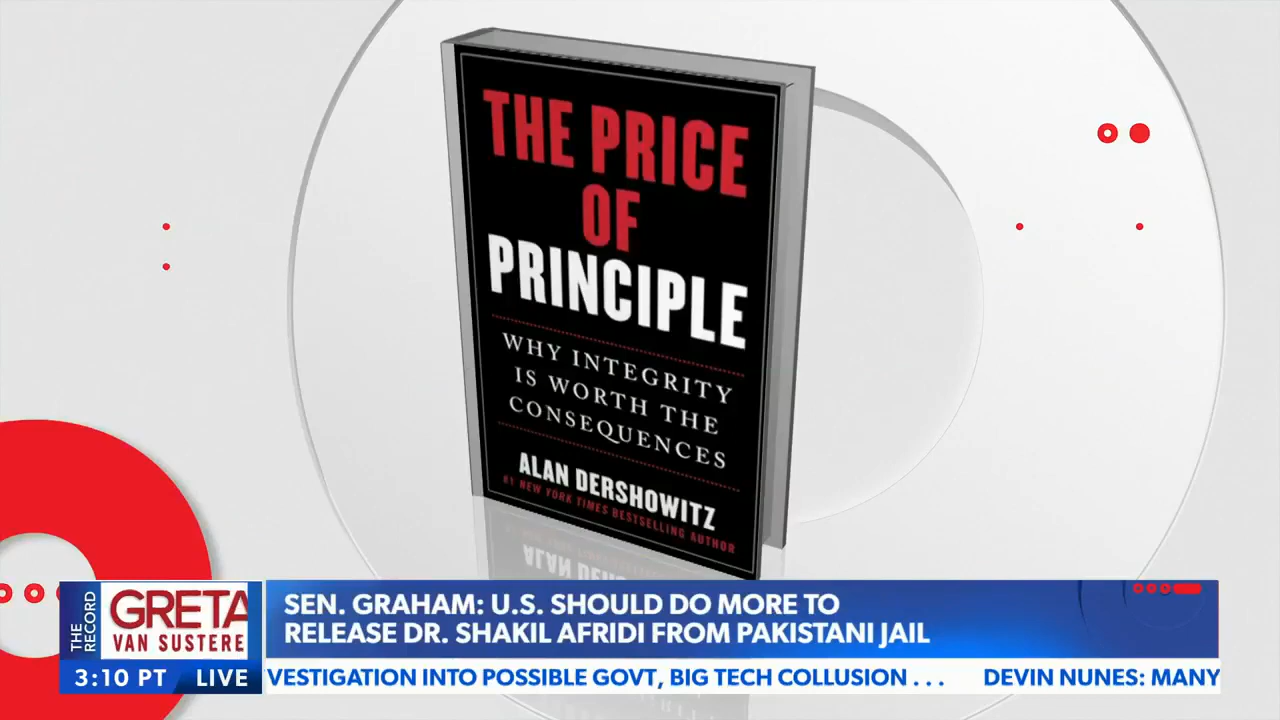 THE PRICE
OF
PRINCIPLE
WHY INTEGRITY
IS WORTH THE
CONSEQUENCES
ALAN DERSHOWITZ
#1 NEW YORK TIMES BESTSELLING AUTHOR
THE RECORD
GRETA
VAN SUSTERE
SEN. GRAHAM: U.S. SHOULD DO MORE TO
RELEASE DR. SHAKIL AFRIDI FROM PAKISTANI JAIL
3:10 PT LIVE
VESTIGATION INTO POSSIBLE GOVT, BIG TECH COLLUSION . . . DEVIN NUNES: MANY